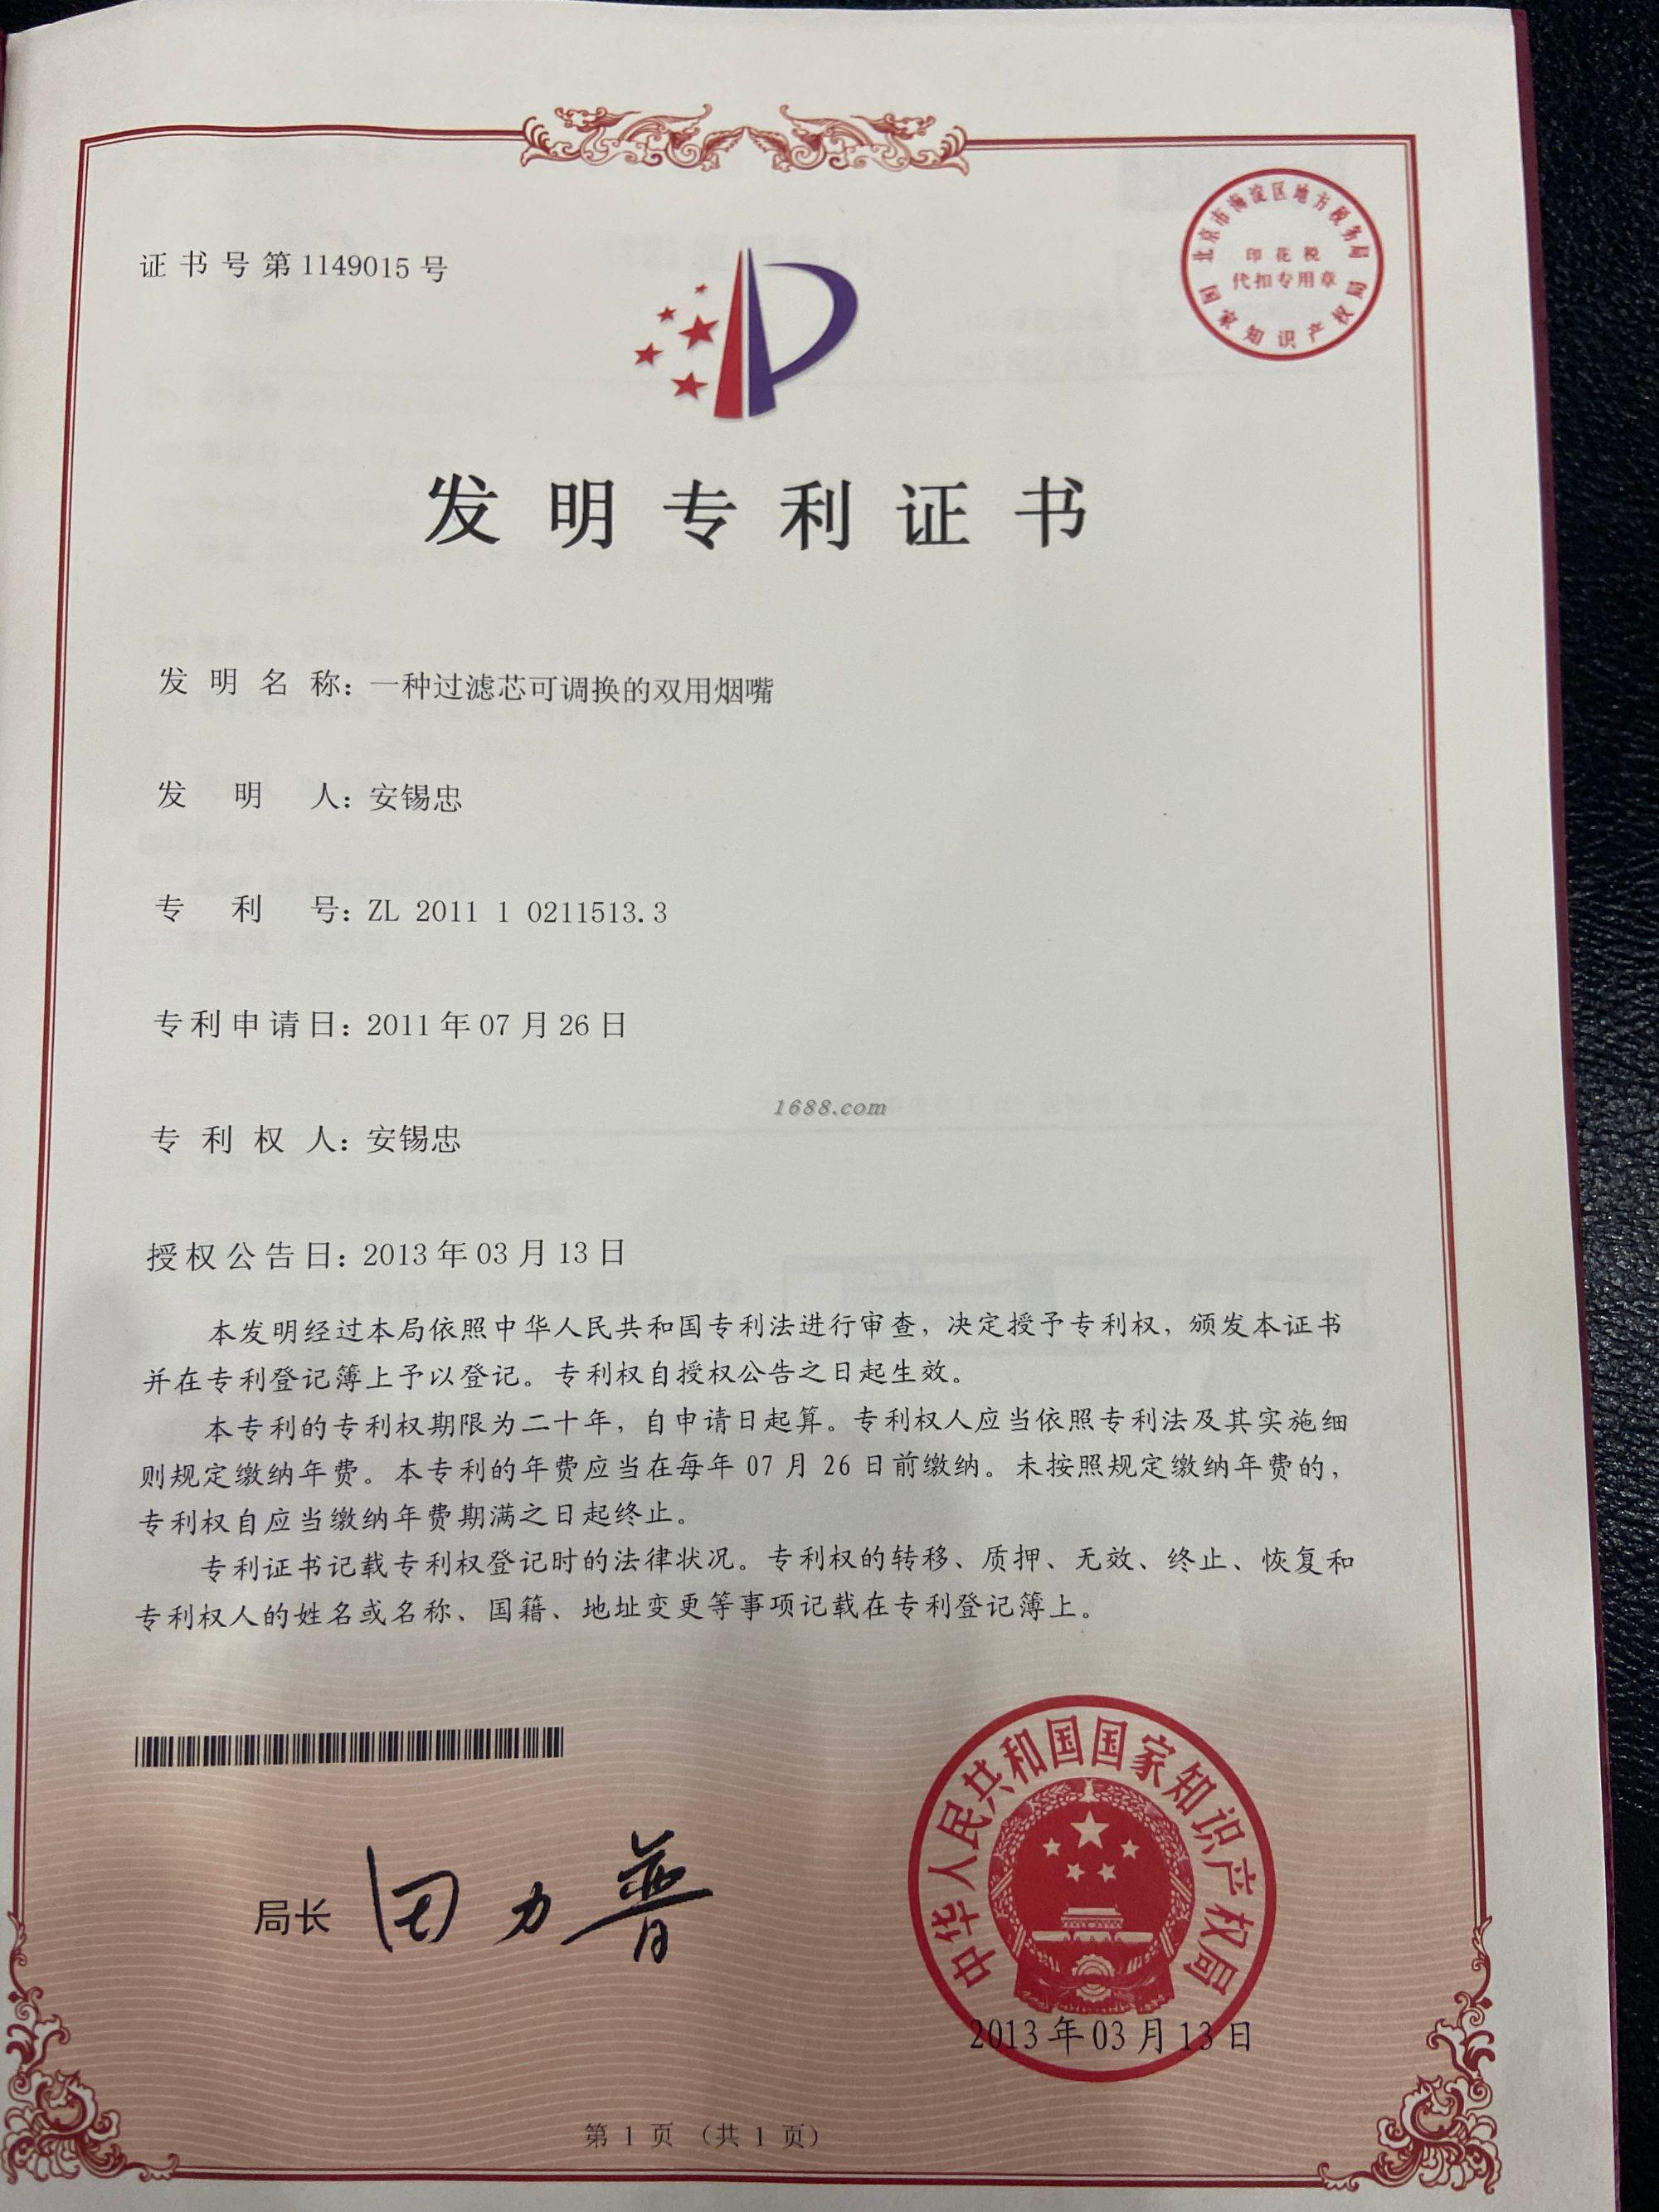 证书号第1149015号
北京市海淀区地方税务局
印花税
代扣专用章
国家知识产权局
发明专利证书
发明名称：一种过滤芯可调换的双用烟嘴
发明人：安锡忠
专利号：ZL 2011 1 0211513.3
专利申请日：2011年07月26日
1688.com
专利权人：安锡忠
授权公告日：2013年03月13日
本发明经过本局依照中华人民共和国专利法进行审查，决定授予专利权，颁发本证书
并在专利登记簿上予以登记。专利权自授权公告之日起生效。
本专利的专利权期限为二十年，自申请日起算。专利权人应当依照专利法及其实施细
则规定缴纳年费。本专利的年费应当在每年 07 月 26 日前缴纳。未按照规定缴纳年费的，
专利权自应当缴纳年费期满之日起终止。
专利证书记载专利权登记时的法律状况。专利权的转移、质押、无效、终止、恢复和
专利权人的姓名或名称、国籍、地址变更等事项记载在专利登记簿上。
局长 田力普
中华人民共和国国家知识产权局
2013年03月13日
第 1 页 （共 1 页）